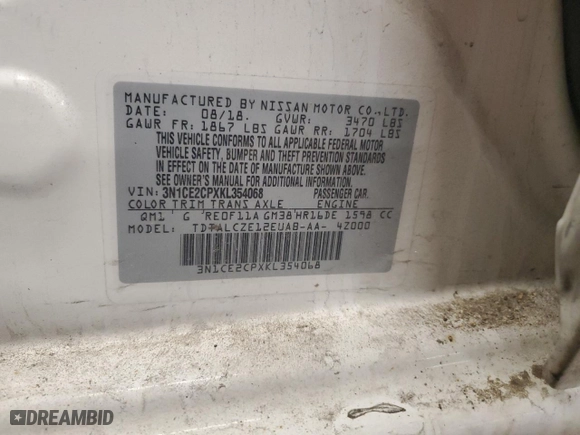 MANUFACTURED BY NISSAN MOTOR CO.,LTD.
DATE: 08/18. GVWR: 3470 LBS
GAWR FR: 1867 LBS GAWR RR: 1704 LBS
THIS VEHICLE CONFORMS TO ALL APPLICABLE FEDERAL MOTOR
VEHICLE SAFETY, BUMPER AND THEFT PREVENTION STANDARDS
IN EFFECT ON THE DATE OF MANUFACTURE SHOWN ABOVE.
SEE OWNER'S MANUAL FOR ADDITIONAL INFORMATION
VIN: 3N1CE2CPXKL354068 PASSENGER CAR.
COLOR TRIM TRANS AXLE ENGINE
QM1 G RE0F11A GM38 HR16DE 1598 CC
MODEL: TDTALCZE12EUAB-AA- 4Z000
3N1CE2CPXKL354068
DREAMBID